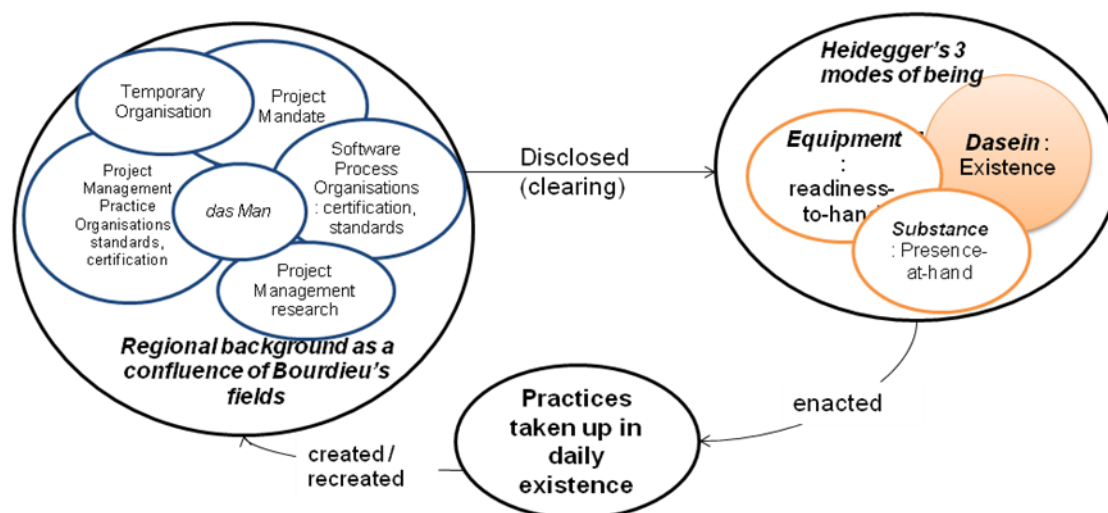 Temporary
Organisation
Project
Mandate
Project
Management
Practice
Organisations
standards,
certification
das Man
Software
Process
Organisations
: certification,
standards
Project
Management
research
Regional background as a
confluence of Bourdieu's
fields
Disclosed
(clearing)
Heidegger's 3
modes of being
Equipment
:
readiness-
to-hand
Dasein :
Existence
Substance
: Presence-
at-hand
enacted
Practices
taken up in
daily
existence
created /
recreated